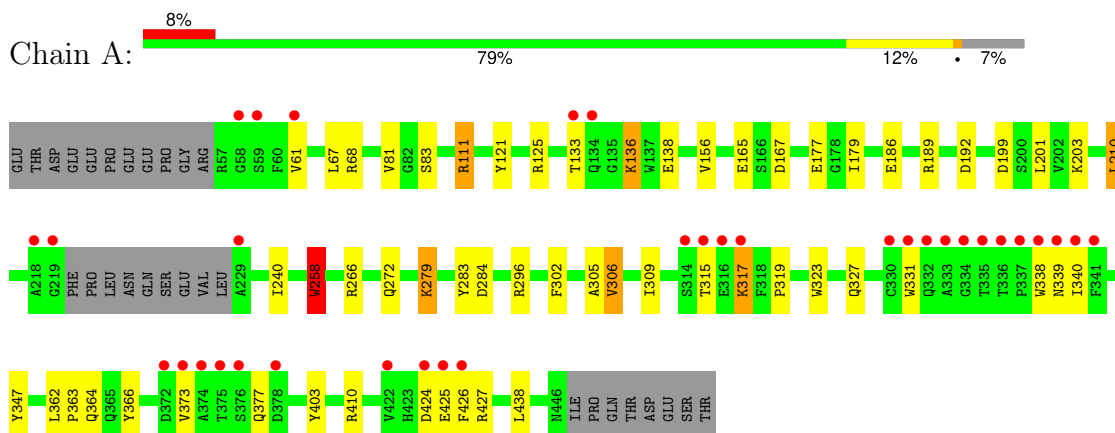 8%
Chain A:
79% 12% • 7%
GLU THR ASP GLU GLU PRO GLU GLU PRO GLY ARG R57 G58 S59 F60 V61 L67 R68 V81 G82 S83 R111 Y121 R125 T133 Q134 G135 K136 W137 E138 V156 E165 S166 D167 E177 G178 I179 E186 R189 D192 D199 S200 L201 V202 K203
A218 G219 PHE PRO LEU ASN GLN SER GLU VAL LEU A229 I240 W258 R266 Q272 K279 Y283 D284 R296 F302 A305 V306 I309 S314 T315 E316 K317 F318 P319 W323 Q327 C330 W331 Q332 A333 G334 T335 T336 P337 W338 N339 I340 F341
Y347 L362 P363 Q364 Q365 Y366 D372 V373 A374 T375 S376 Q377 D378 Y403 R410 V422 H423 D424 E425 F426 R427 L438 N446 ILE PRO GLN THR ASP GLU SER THR